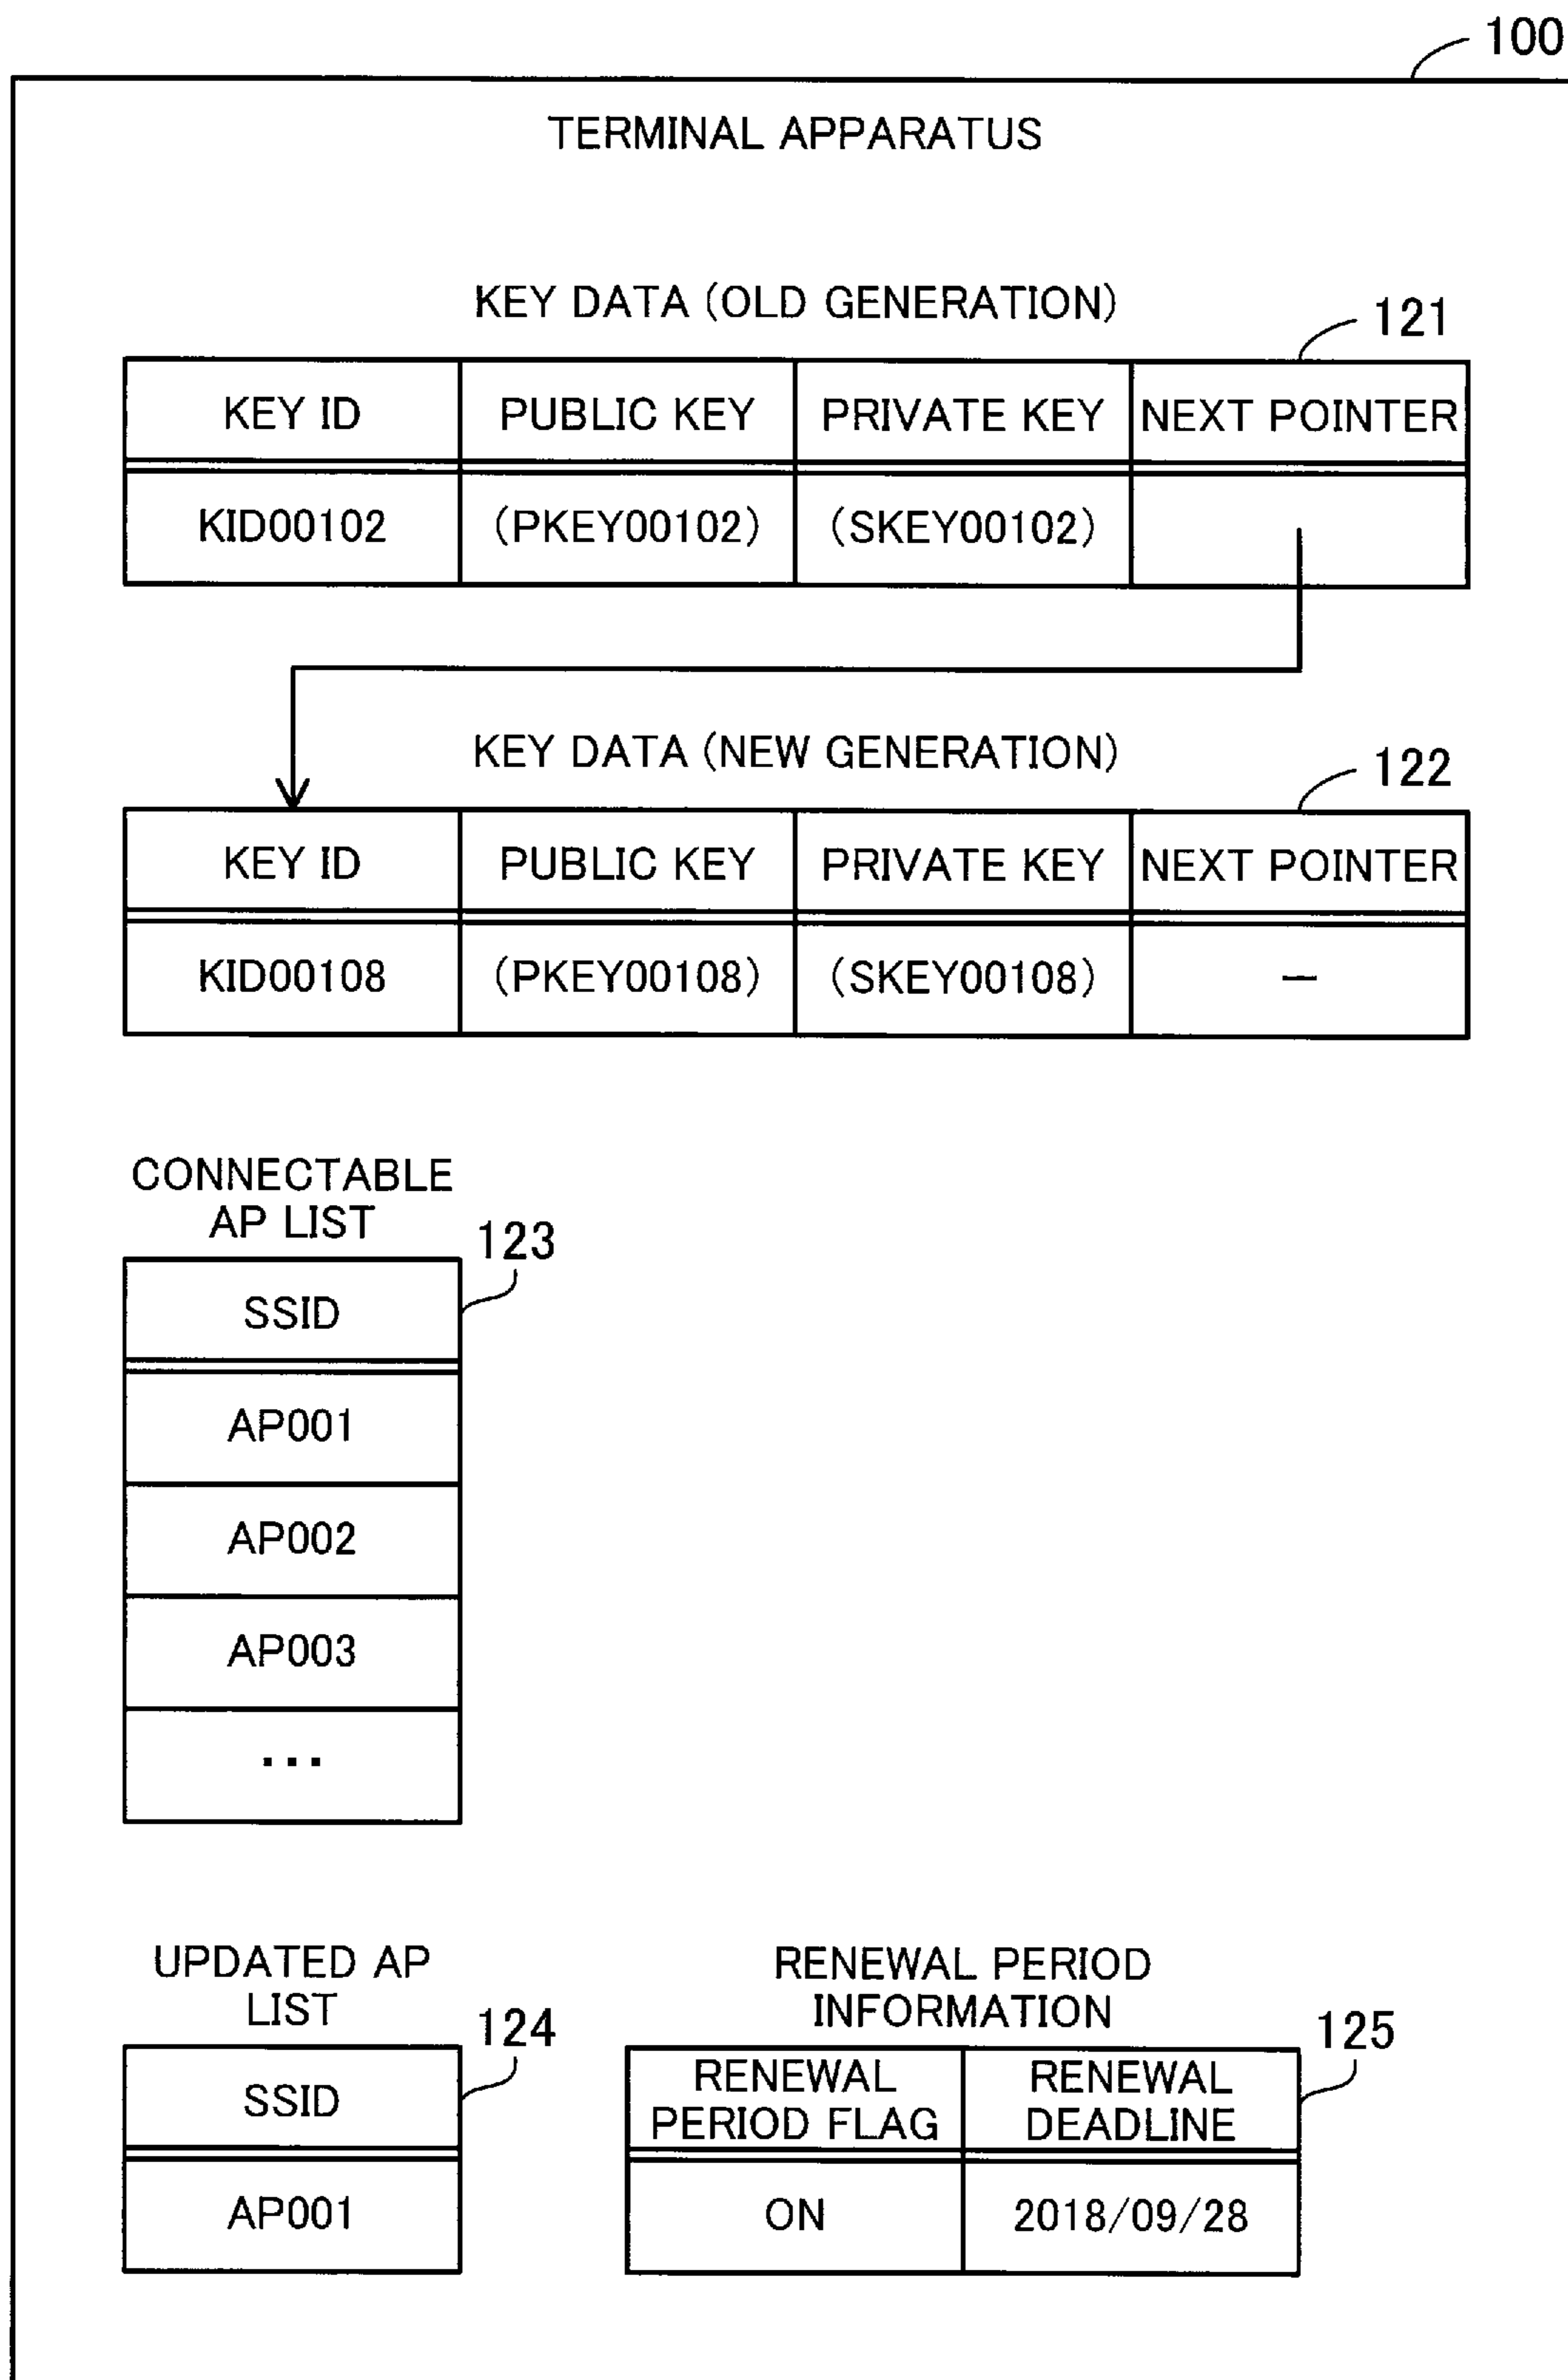 100
TERMINAL APPARATUS
KEY DATA (OLD GENERATION)
121
KEY ID PUBLIC KEY PRIVATE KEY NEXT POINTER
KID00102 (PKEY00102) (SKEY00102)
KEY DATA (NEW GENERATION)
122
KEY ID PUBLIC KEY PRIVATE KEY NEXT POINTER
KID00108 (PKEY00108) (SKEY00108) —
CONNECTABLE
AP LIST
123
SSID
AP001
AP002
AP003
...
UPDATED AP
LIST
124
SSID
AP001
RENEWAL PERIOD
INFORMATION
125
RENEWAL
PERIOD FLAG
RENEWAL
DEADLINE
ON 2018/09/28